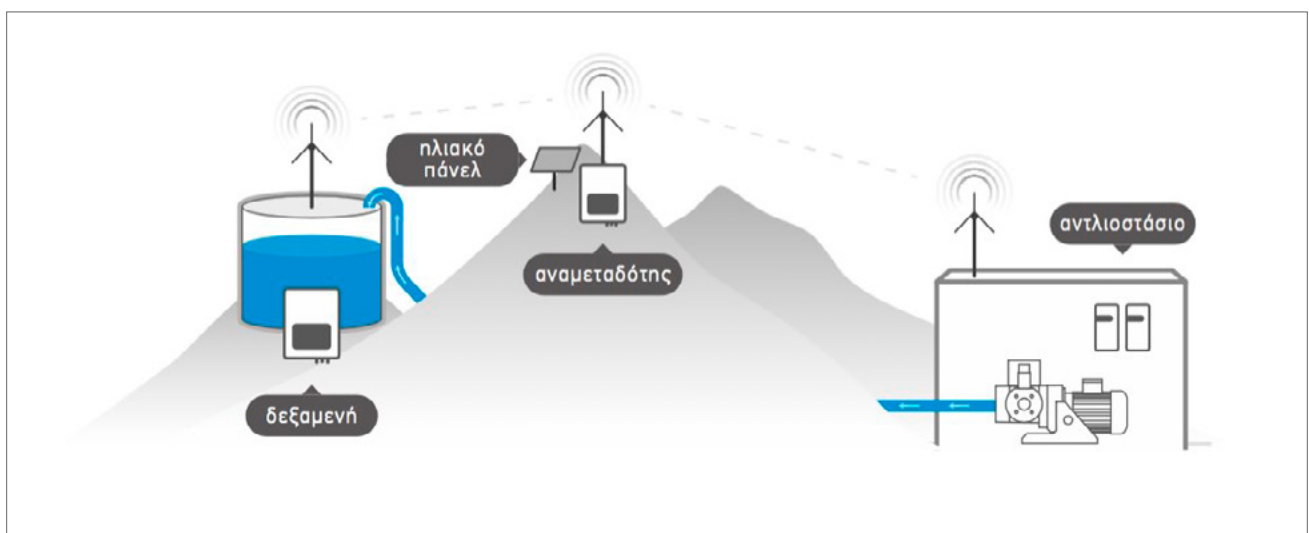 ηλιακό
πάνελ
αντλιοστάσιο
αναμεταδότης
δεξαμενή